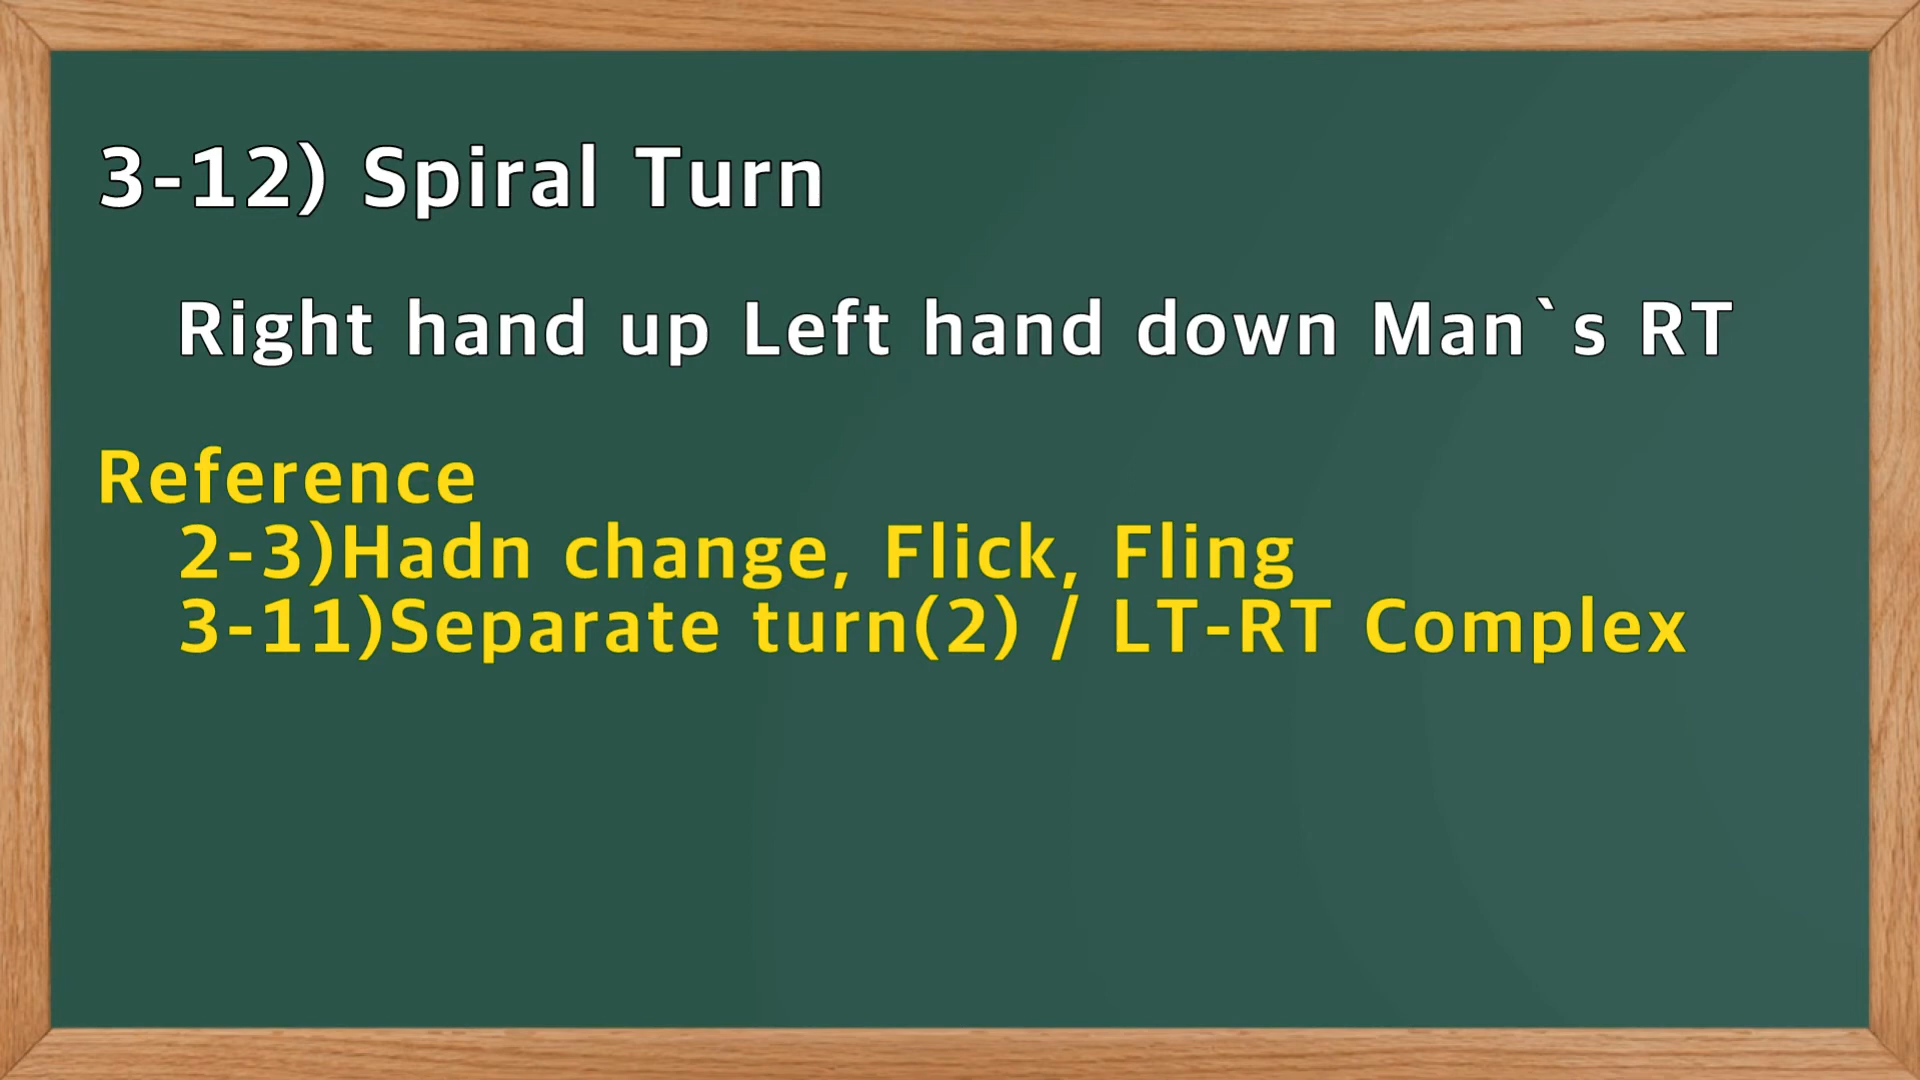 3-12) Spiral Turn
Right hand up Left hand down Man`s RT
Reference
2-3)Hadn change, Flick, Fling
3-11)Separate turn(2) / LT-RT Complex